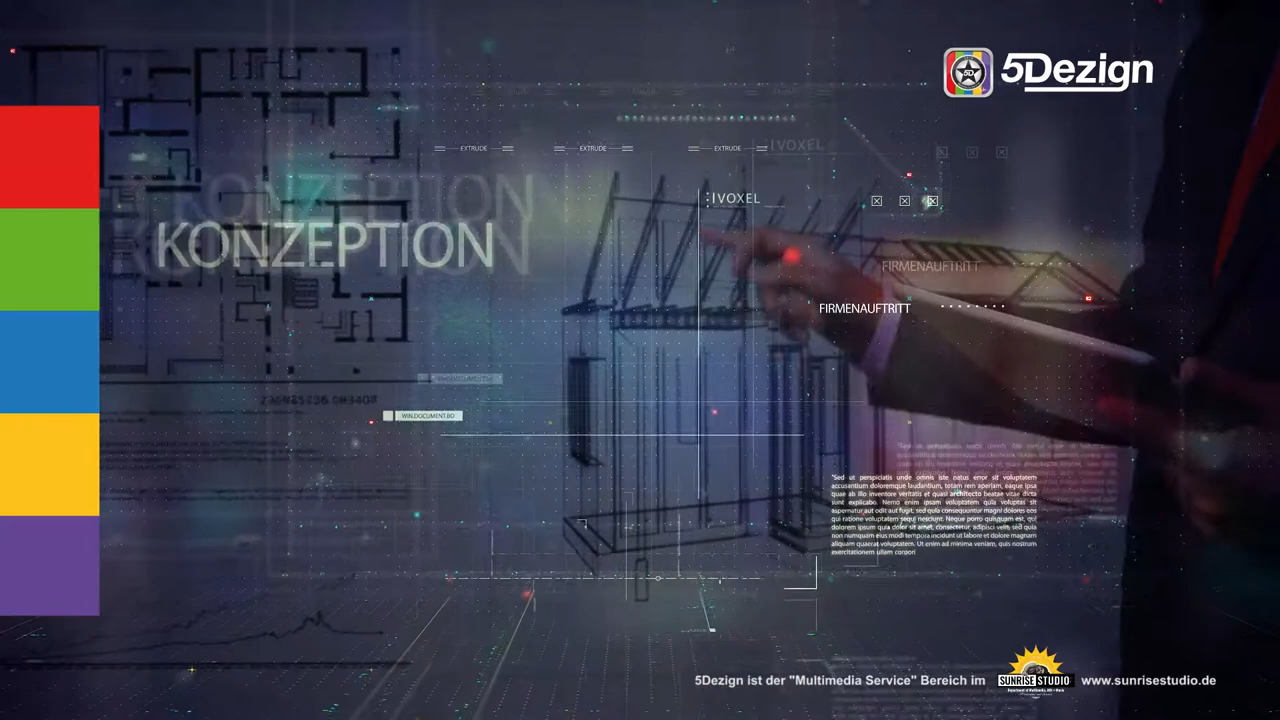 5Dezign
EXTRUDE
EXTRUDE
EXTRUDE
VOXEL
VOXEL
KONZEPTION
KONZEPTION
FIRMENAUFTRITT
FIRMENAUFTRITT
WIN.DOCUMENT.BO
"Sed ut perspiciatis unde omnis iste natus error sit voluptatem
accusantium doloremque laudantium, totam rem aperiam, eaque ipsa
quae ab illo inventore veritatis et quasi architecto beatae vitae dicta
sunt explicabo. Nemo enim ipsam voluptatem quia voluptas sit
aspernatur aut odit aut fugit, sed quia consequuntur magni dolores eos
qui ratione voluptatem sequi nesciunt. Neque porro quisquam est, qui
dolorem ipsum quia dolor sit amet, consectetur, adipisci velit, sed quia
non numquam eius modi tempora incidunt ut labore et dolore magnam
aliquam quaerat voluptatem. Ut enim ad minima veniam, quis nostrum
exercitationem ullam corpori
5Dezign ist der "Multimedia Service" Bereich im SUNRISE STUDIO www.sunrisestudio.de